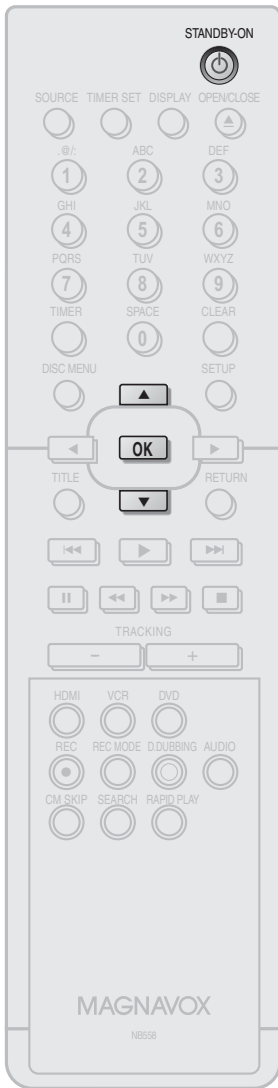 STANDBY-ON
SOURCE TIMER SET DISPLAY OPEN/CLOSE
.@/: ABC DEF
1 2 3
GHI JKL MNO
4 5 6
PQRS TUV WXYZ
7 8 9
TIMER SPACE CLEAR
0
DISC MENU SETUP
OK
TITLE RETURN
TRACKING
– +
HDMI VCR DVD
REC REC MODE D.DUBBING AUDIO
CM SKIP SEARCH RAPID PLAY
MAGNAVOX
NB558